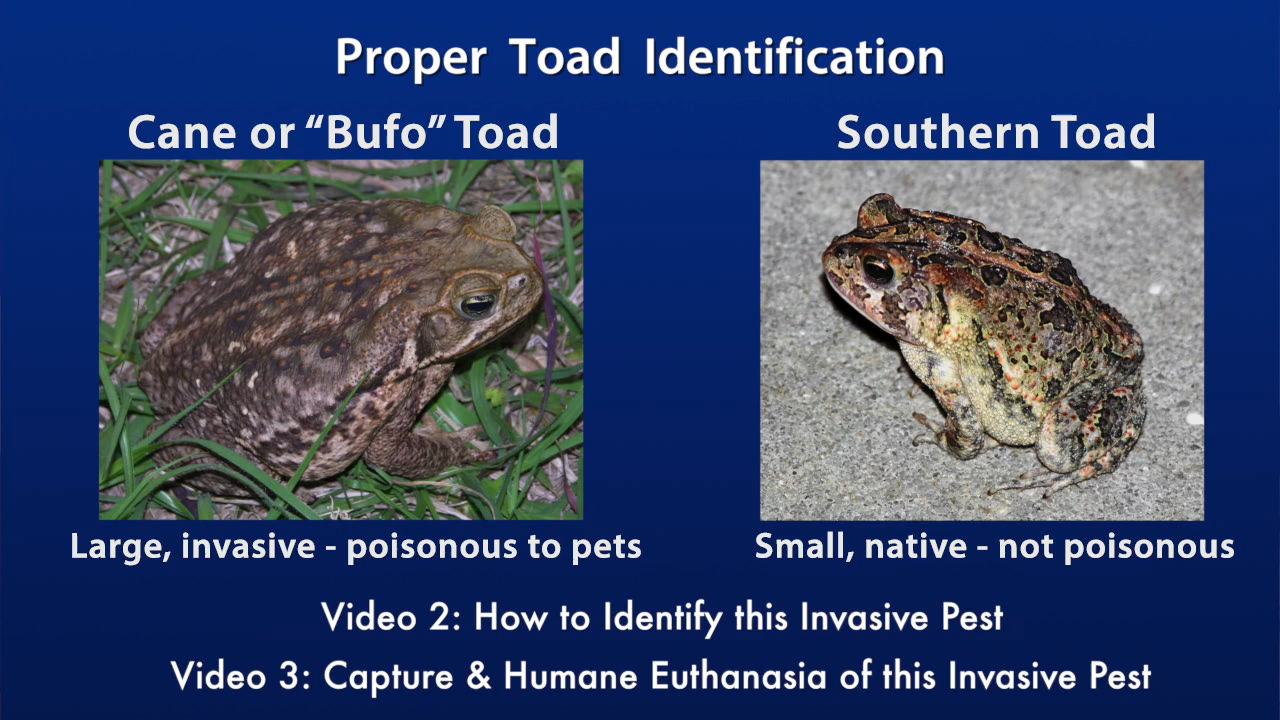 Proper Toad Identification
Cane or “Bufo” Toad
Southern Toad
Large, invasive - poisonous to pets
Small, native - not poisonous
Video 2: How to Identify this Invasive Pest
Video 3: Capture & Humane Euthanasia of this Invasive Pest